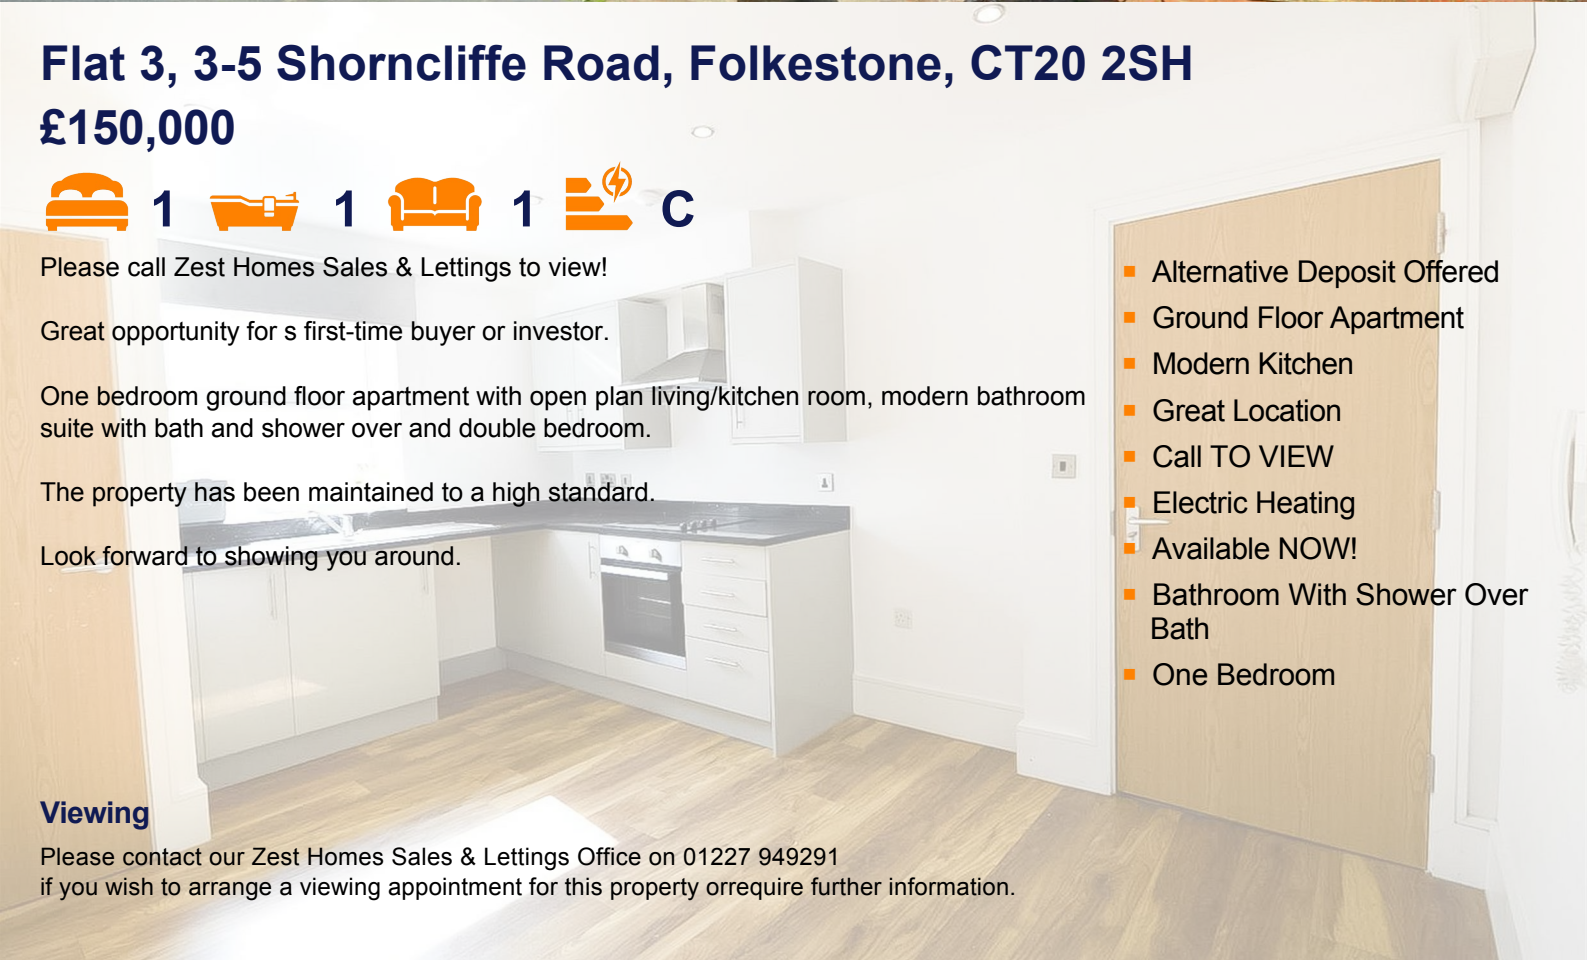 Flat 3, 3-5 Shorncliffe Road, Folkestone, CT20 2SH
£150,000
1 1 1 C
Please call Zest Homes Sales & Lettings to view!
Great opportunity for s first-time buyer or investor.
One bedroom ground floor apartment with open plan living/kitchen room, modern bathroom
suite with bath and shower over and double bedroom.
The property has been maintained to a high standard.
Look forward to showing you around.
Alternative Deposit Offered
Ground Floor Apartment
Modern Kitchen
Great Location
Call TO VIEW
Electric Heating
Available NOW!
Bathroom With Shower Over
Bath
One Bedroom
Viewing
Please contact our Zest Homes Sales & Lettings Office on 01227 949291
if you wish to arrange a viewing appointment for this property orrequire further information.